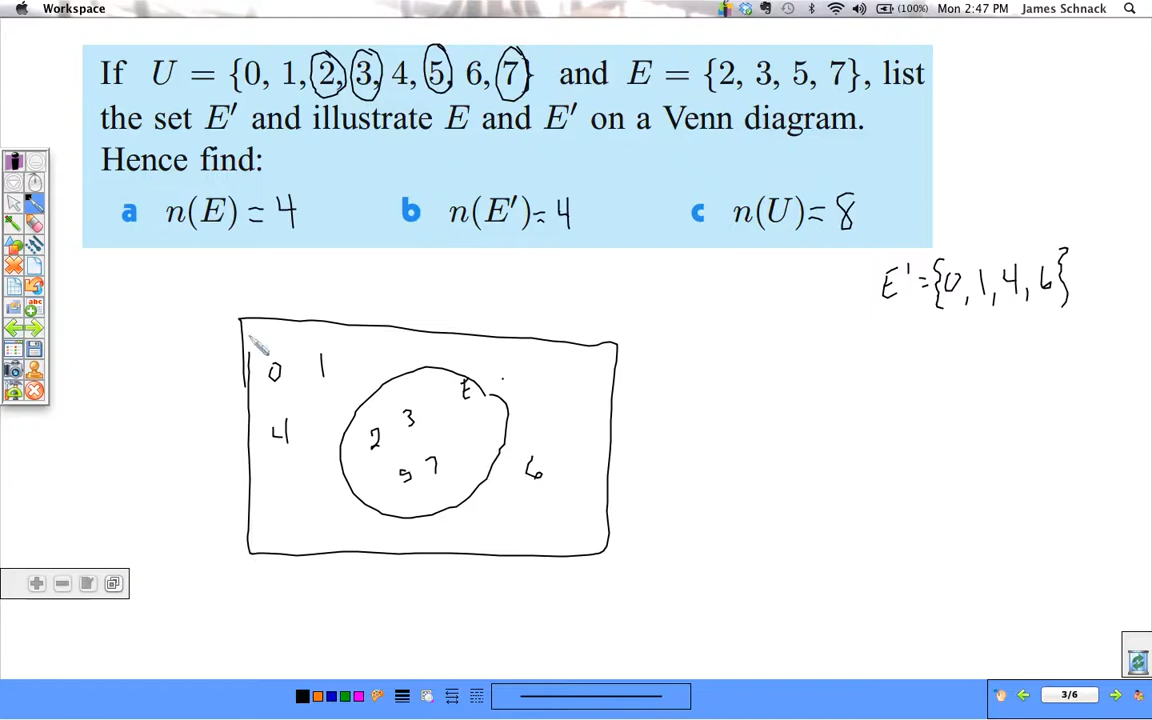 Workspace (100%) Mon 2:47 PM James Schnack
If U = {0, 1, 2, 3, 4, 5, 6, 7} and E = {2, 3, 5, 7}, list
the set E′ and illustrate E and E′ on a Venn diagram.
Hence find:
a n(E) = 4 b n(E′) = 4 c n(U) = 8
E' = {0, 1, 4, 6}
0 1 E
3
4 2
5 7 6
abc
3/6